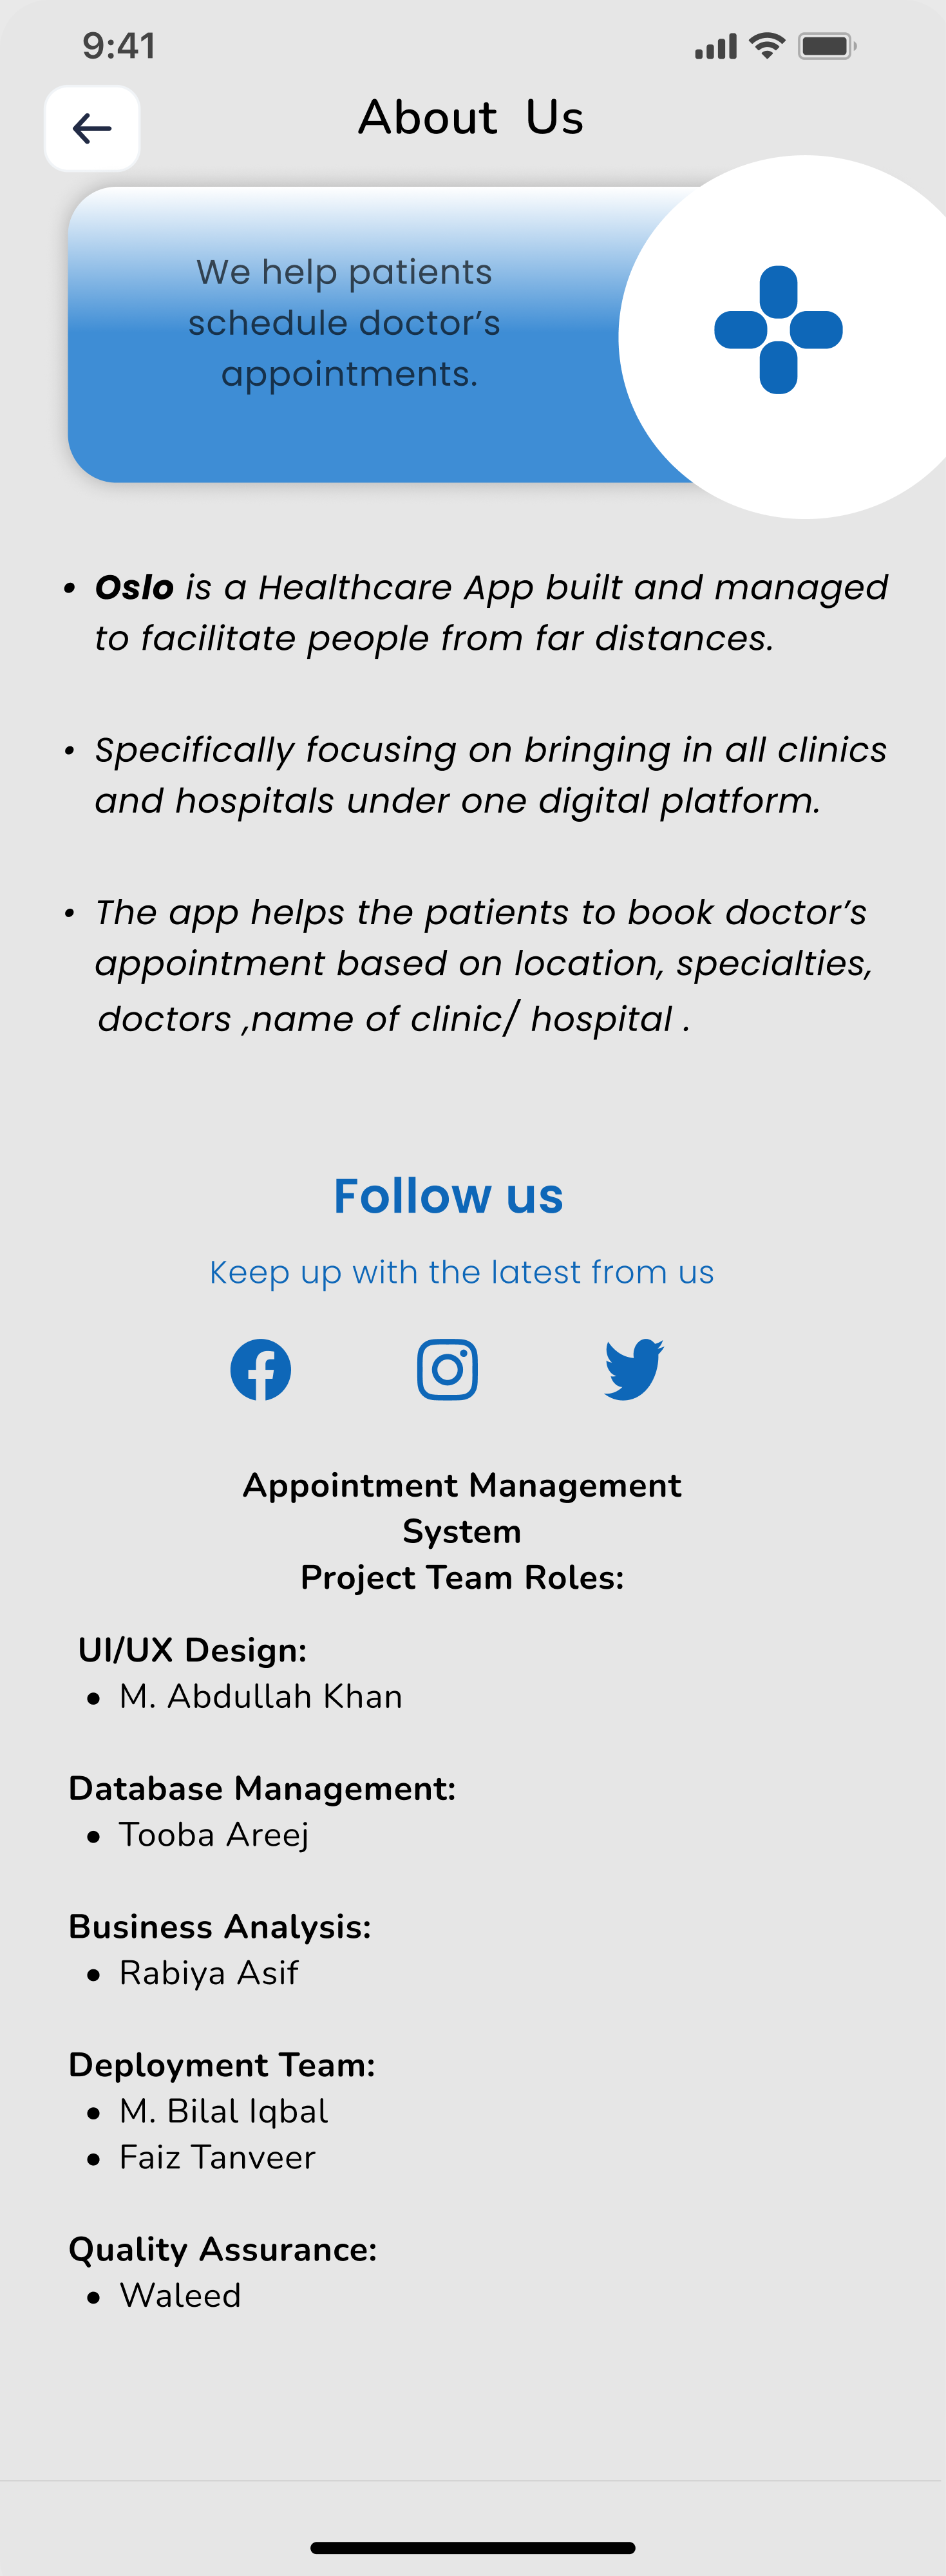 9:41
About Us
We help patients
schedule doctor’s
appointments.
• Oslo is a Healthcare App built and managed
to facilitate people from far distances.
• Specifically focusing on bringing in all clinics
and hospitals under one digital platform.
• The app helps the patients to book doctor’s
appointment based on location, specialties,
doctors ,name of clinic/ hospital .
Follow us
Keep up with the latest from us
Appointment Management
System
Project Team Roles:
UI/UX Design:
• M. Abdullah Khan
Database Management:
• Tooba Areej
Business Analysis:
• Rabiya Asif
Deployment Team:
• M. Bilal Iqbal
• Faiz Tanveer
Quality Assurance:
• Waleed